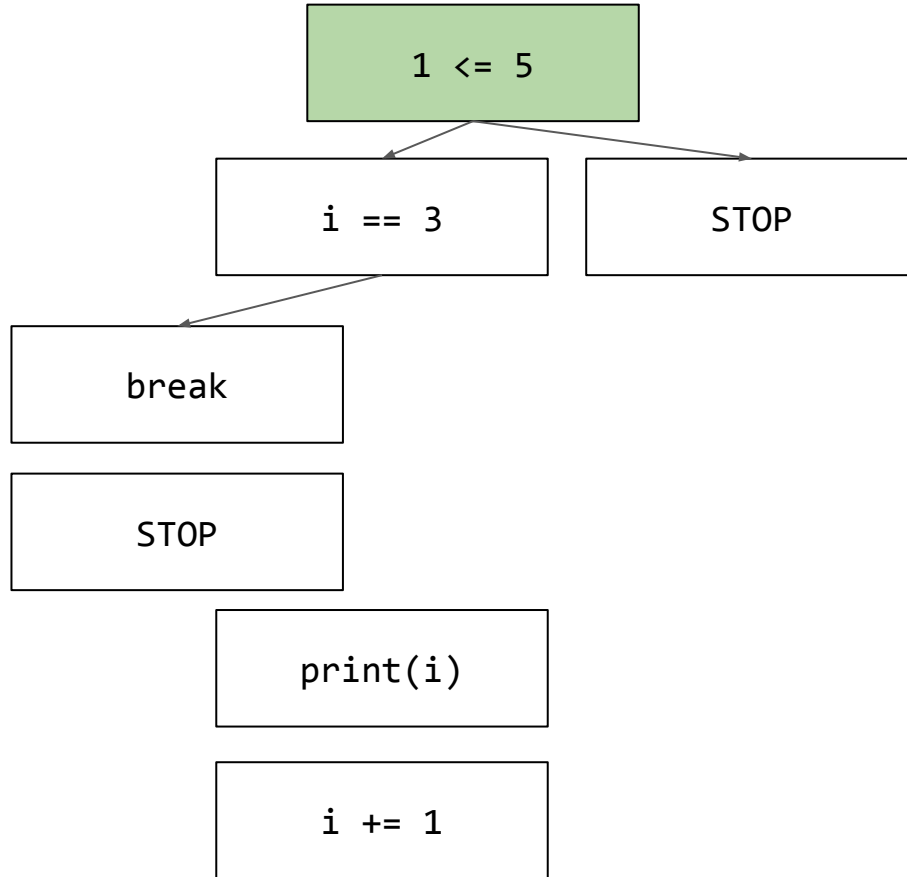 1 <= 5
i == 3
STOP
break
STOP
print(i)
i += 1